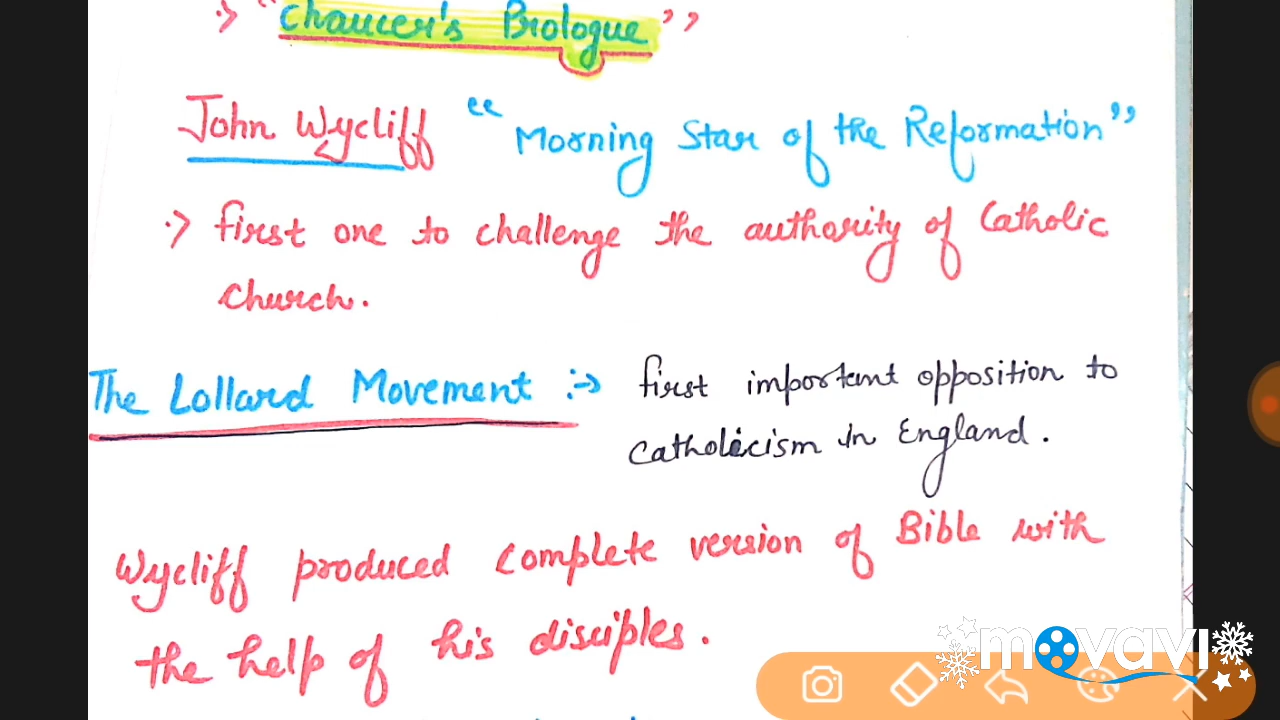 :> "Chaucer's Prologue"
John Wycliff "Morning Star of the Reformation"
:> first one to challenge the authority of Catholic
church.
The Lollard Movement :-> first important opposition to
catholicism in England.
Wycliff produced complete version of Bible with
the help of his disciples.
movavi